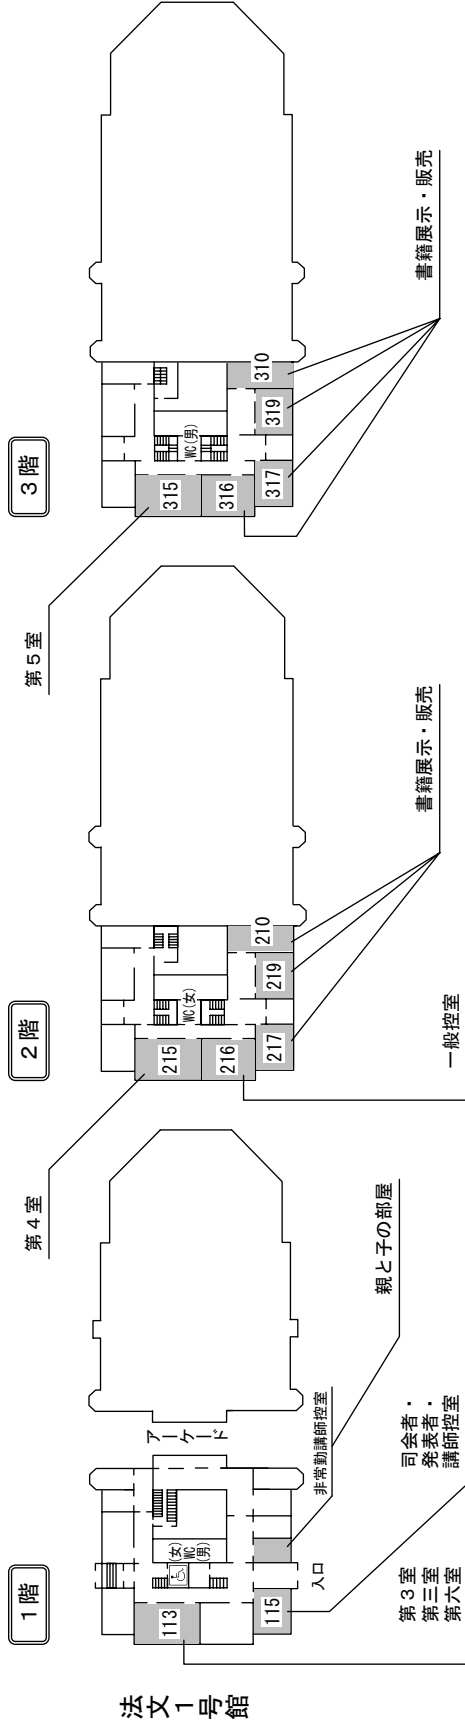 法文１号館
１階
113
第３室
第三室
第六室
115
司会者・
発表者・
講師控室
入口
(女)
WC
(男)
アーケード
非常勤講師控室
親と子の部屋
２階
第４室
215
216
217
219
210
WC(女)
一般控室
書籍展示・販売
３階
第５室
315
316
317
319
310
WC(男)
書籍展示・販売